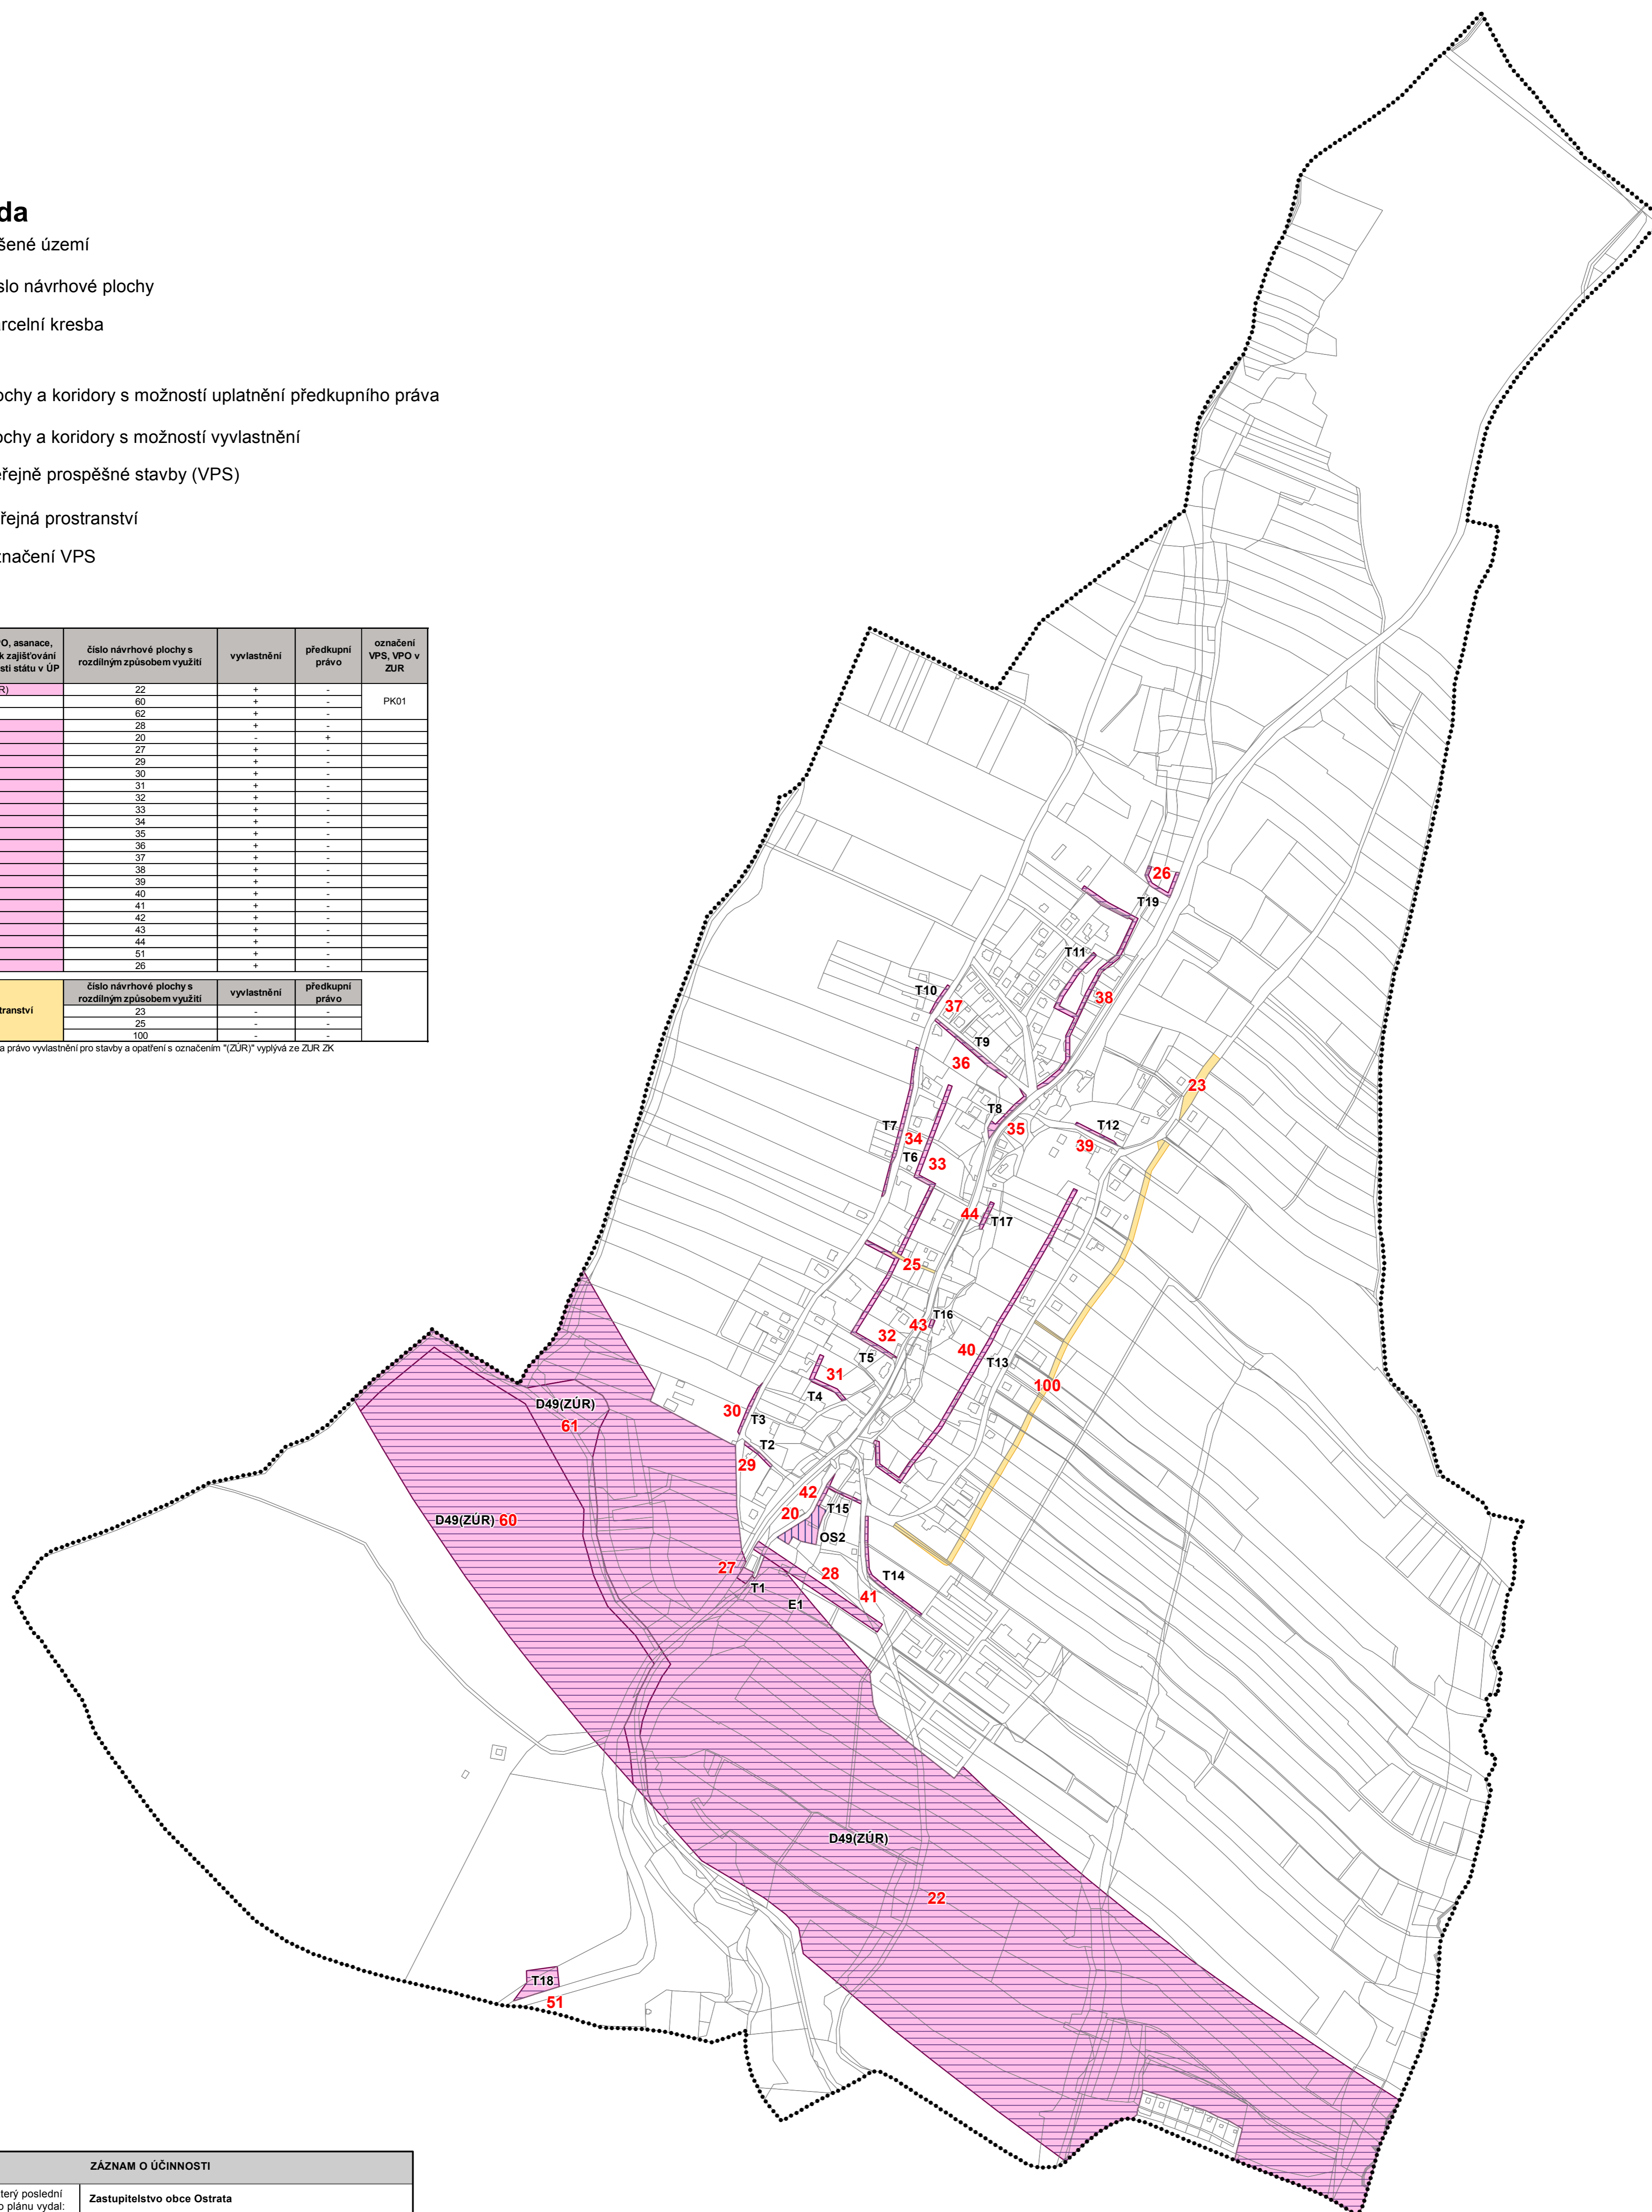 da
šené území
slo návrhové plochy
rcelní kresba
ochy a koridory s možností uplatnění předkupního práva
ochy a koridory s možností vyvlastnění
eřejně prospěšné stavby (VPS)
řejná prostranství
značení VPS
PO, asanace,
k zajišťování
sti státu v ÚP
číslo návrhové plochy s
rozdílným způsobem využití
vyvlastnění
předkupní
právo
označení
VPS, VPO v
ZUR
R) 22 + -
60 + - PK01
62 + -
28 + -
20 - +
27 + -
29 + -
30 + -
31 + -
32 + -
33 + -
34 + -
35 + -
36 + -
37 + -
38 + -
39 + -
40 + -
41 + -
42 + -
43 + -
44 + -
51 + -
26 + -
tranství
číslo návrhové plochy s
rozdílným způsobem využití
vyvlastnění
předkupní
právo
23 - -
25 - -
100 - -
a právo vyvlastnění pro stavby a opatření s označením "(ZÚR)" vyplývá ze ZUR ZK
26
T19
T11
38
T10
37
T9
36
23
T8
35
T12
39
T7
34
T6
33
44
T17
25
T16
43
32
40
T5
T13
31
100
T4
30
T3
D49(ZÚR)
61
T2
29
42
20
T15
D49(ZÚR) 60
OS2
27
28
T14
T1
41
E1
D49(ZÚR)
22
T18
51
ZÁZNAM O ÚČINNOSTI
terý poslední
o plánu vydal:
Zastupitelstvo obce Ostrata